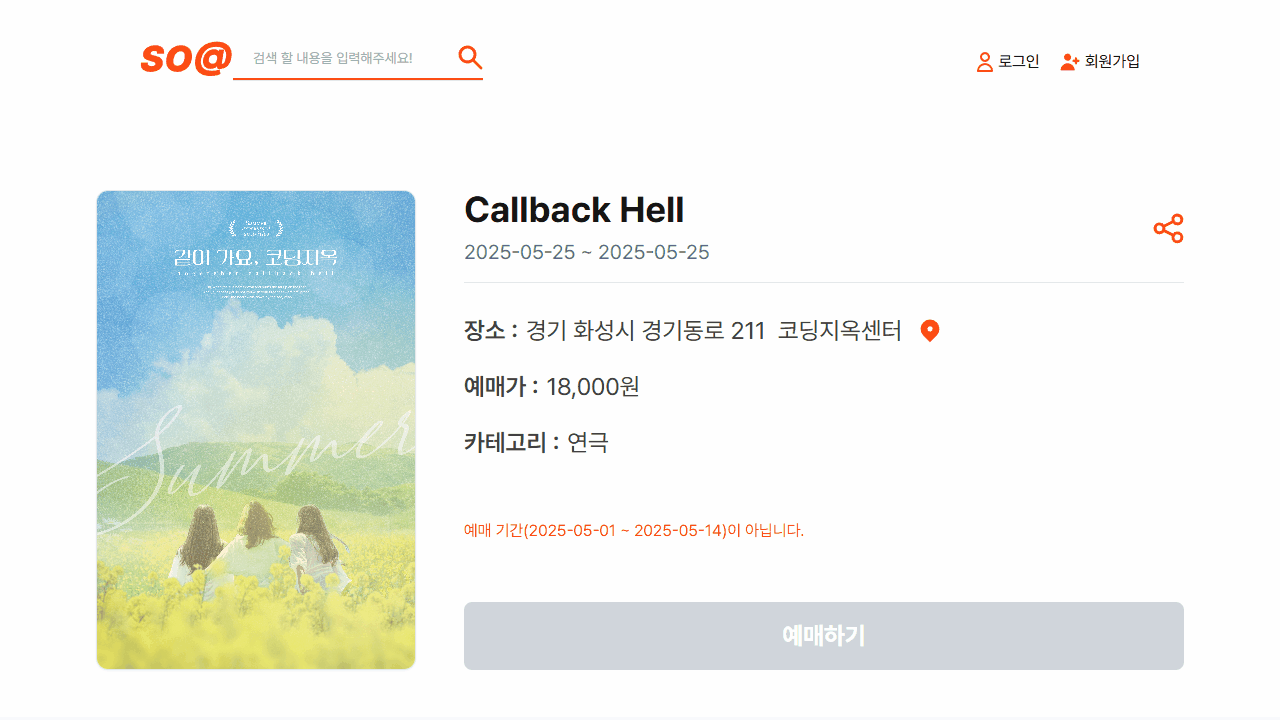 so@
검색 할 내용을 입력해주세요!
로그인
회원가입
같이 가요, 코딩지옥
together callback hell
Summer
Callback Hell
2025-05-25 ~ 2025-05-25
장소 : 경기 화성시 경기동로 211 코딩지옥센터
예매가 : 18,000원
카테고리 : 연극
예매 기간(2025-05-01 ~ 2025-05-14)이 아닙니다.
예매하기